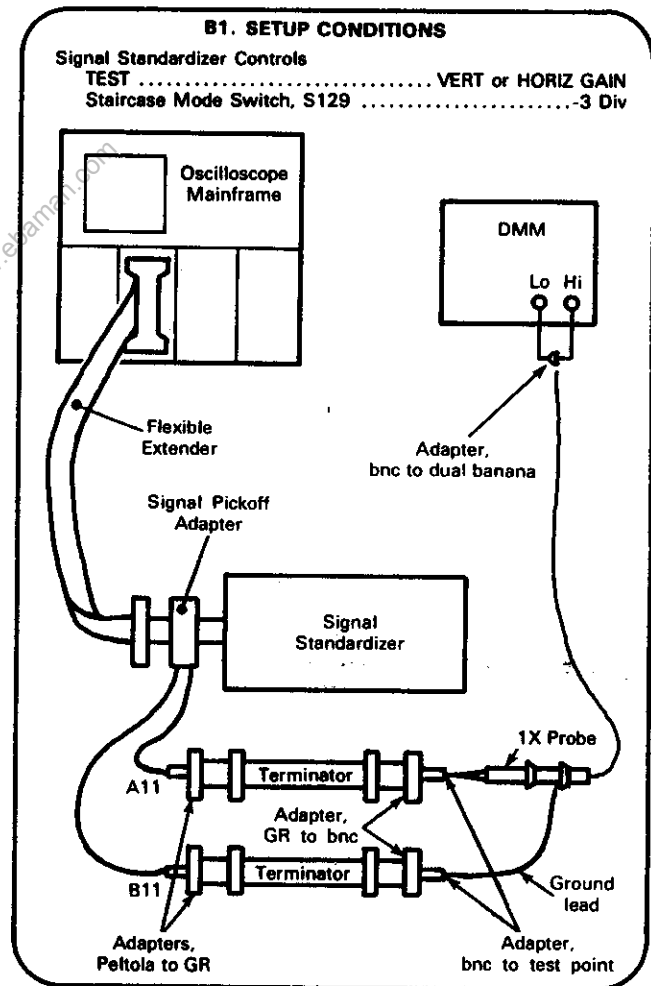 B1. SETUP CONDITIONS
Signal Standardizer Controls
TEST .................................. VERT or HORIZ GAIN
Staircase Mode Switch, S129 ......................-3 Div
Oscilloscope
Mainframe
DMM
Lo Hi
Flexible
Extender
Adapter,
bnc to dual banana
Signal Pickoff
Adapter
Signal
Standardizer
1X Probe
A11
Terminator
Adapter,
GR to bnc
B11
Terminator
Ground
lead
Adapters,
Peltola to GR
Adapter,
bnc to test point